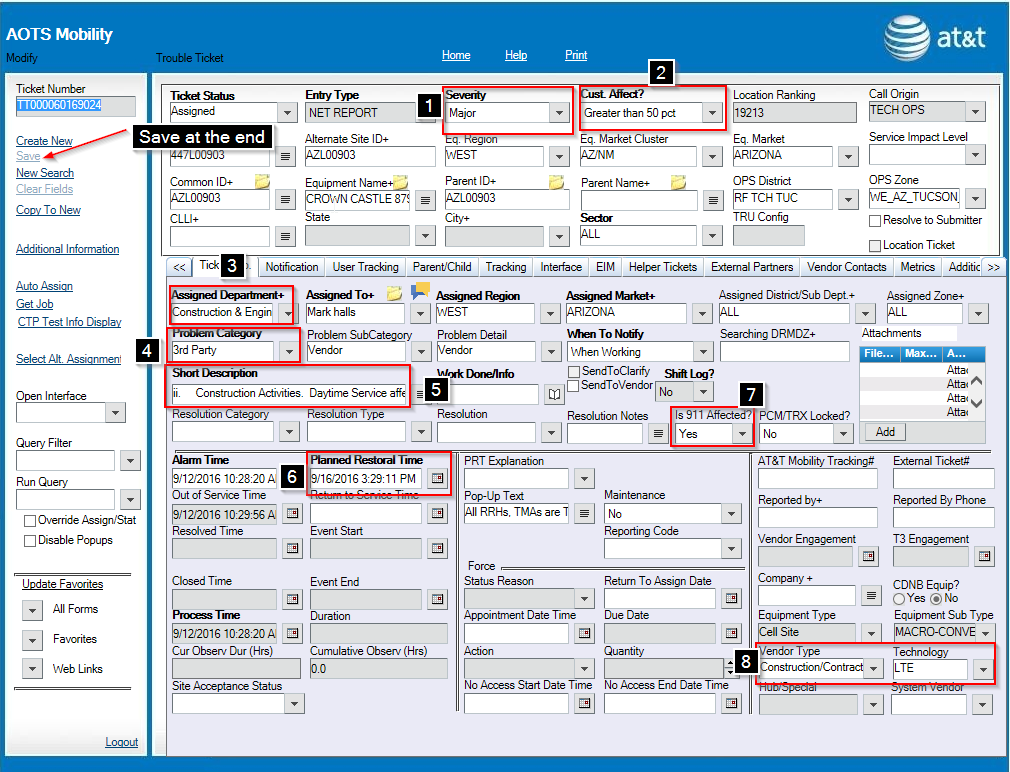 AOTS Mobility
Modify
Trouble Ticket
Home Help Print
at&t
Ticket Number
TT000060169024
Create New
Save
Save at the end
New Search
Clear Fields
Copy To New
Additional Information
Auto Assign
Get Job
CTP Test Info Display
Select Alt. Assignment
Open Interface
Query Filter
Run Query
Override Assign/Stat
Disable Popups
Update Favorites
All Forms
Favorites
Web Links
Logout
1 2
Ticket Status Entry Type Severity Cust. Affect? Location Ranking Call Origin
Assigned NET REPORT Major Greater than 50 pct 19213 TECH OPS
Alternate Site ID+ Eq. Region Eq. Market Cluster Eq. Market Service Impact Level
447L00903 AZL00903 WEST AZ/NM ARIZONA
Common ID+ Equipment Name+ Parent ID+ Parent Name+ OPS District OPS Zone
AZL00903 CROWN CASTLE 879 AZL00903 RF TCH TUC WE_AZ_TUCSON_
CLLI+ State City+ Sector TRU Config Resolve to Submitter
ALL
Location Ticket
<< 3 Notification User Tracking Parent/Child Tracking Interface EIM Helper Tickets External Partners Vendor Contacts Metrics Additic >>
Assigned Department+ Assigned To+ Assigned Region Assigned Market+ Assigned District/Sub Dept.+ Assigned Zone+
Construction & Engin Mark halls WEST ARIZONA ALL ALL
4
Problem Category Problem SubCategory Problem Detail When To Notify Searching DRMDZ+ Attachments
3rd Party Vendor Vendor When Working
File... Max... A...
Attac
Attac
Attac
Attac
Add
Short Description Work Done/Info SendToClarify Shift Log?
ii. Construction Activities. Daytime Service affe 5 SendToVendor No
7
Resolution Category Resolution Type Resolution Resolution Notes Is 911 Affected? PCM/TRX Locked?
Yes No
Alarm Time Planned Restoral Time
9/12/2016 10:28:20 A 6 9/16/2016 3:29:11 PM
Out of Service Time Return to Service Time
9/12/2016 10:29:56 A
Resolved Time Event Start
Closed Time Event End
Process Time Duration
9/12/2016 10:28:20 A
Cur Observ Dur (Hrs) Cumulative Observ (Hrs)
0.0
Site Acceptance Status
PRT Explanation
Pop-Up Text Maintenance
All RRHs, TMAs are T No
Reporting Code
Force
Status Reason Return To Assign Date
Appointment Date Time Due Date
Action Quantity
No Access Start Date Time No Access End Date Time
AT&T Mobility Tracking# External Ticket#
Reported by+ Reported By Phone
Vendor Engagement T3 Engagement
Company + CDNB Equip?
Yes No
Equipment Type Equipment Sub Type
Cell Site MACRO-CONVE
8
Vendor Type Technology
Construction/Contract LTE
Hub/Special System Vendor